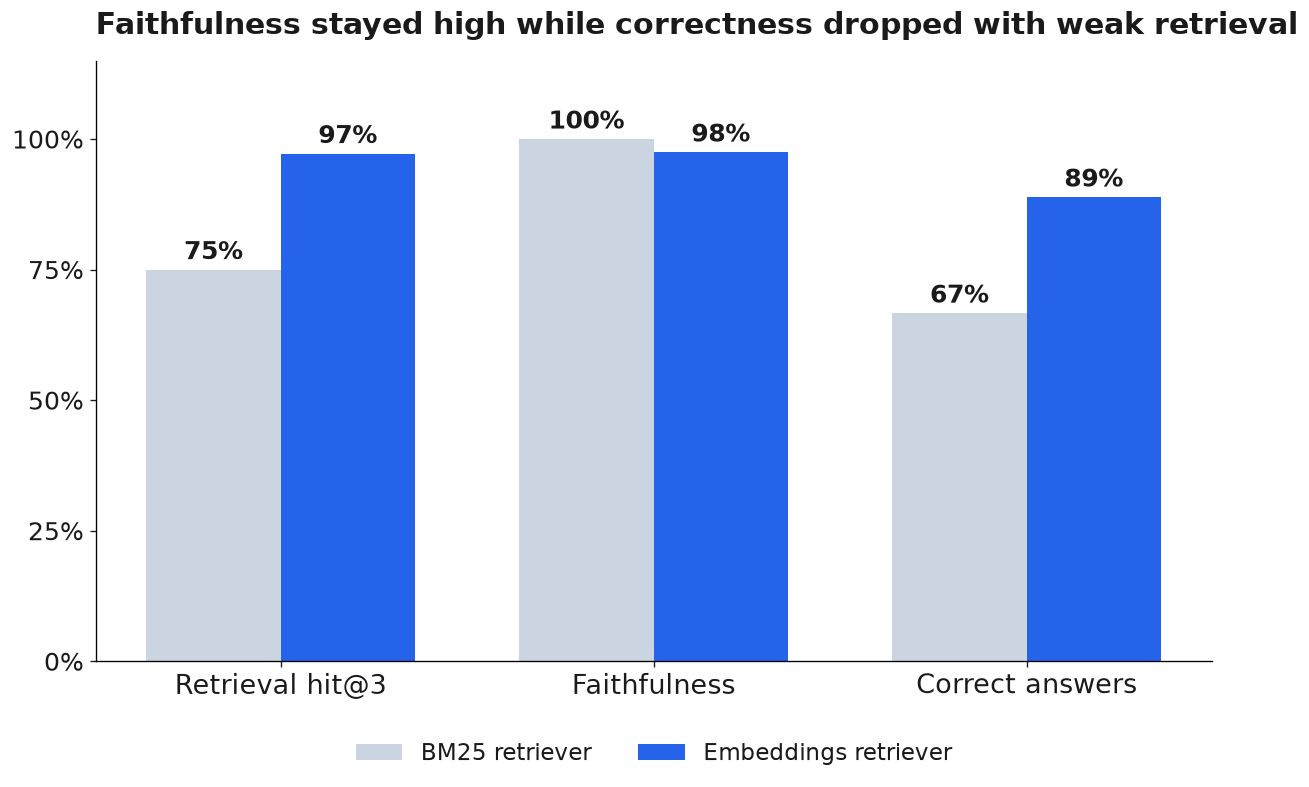 Faithfulness stayed high while correctness dropped with weak retrieval
100%
75%
50%
25%
0%
75%
97%
100%
98%
67%
89%
Retrieval hit@3
Faithfulness
Correct answers
BM25 retriever
Embeddings retriever